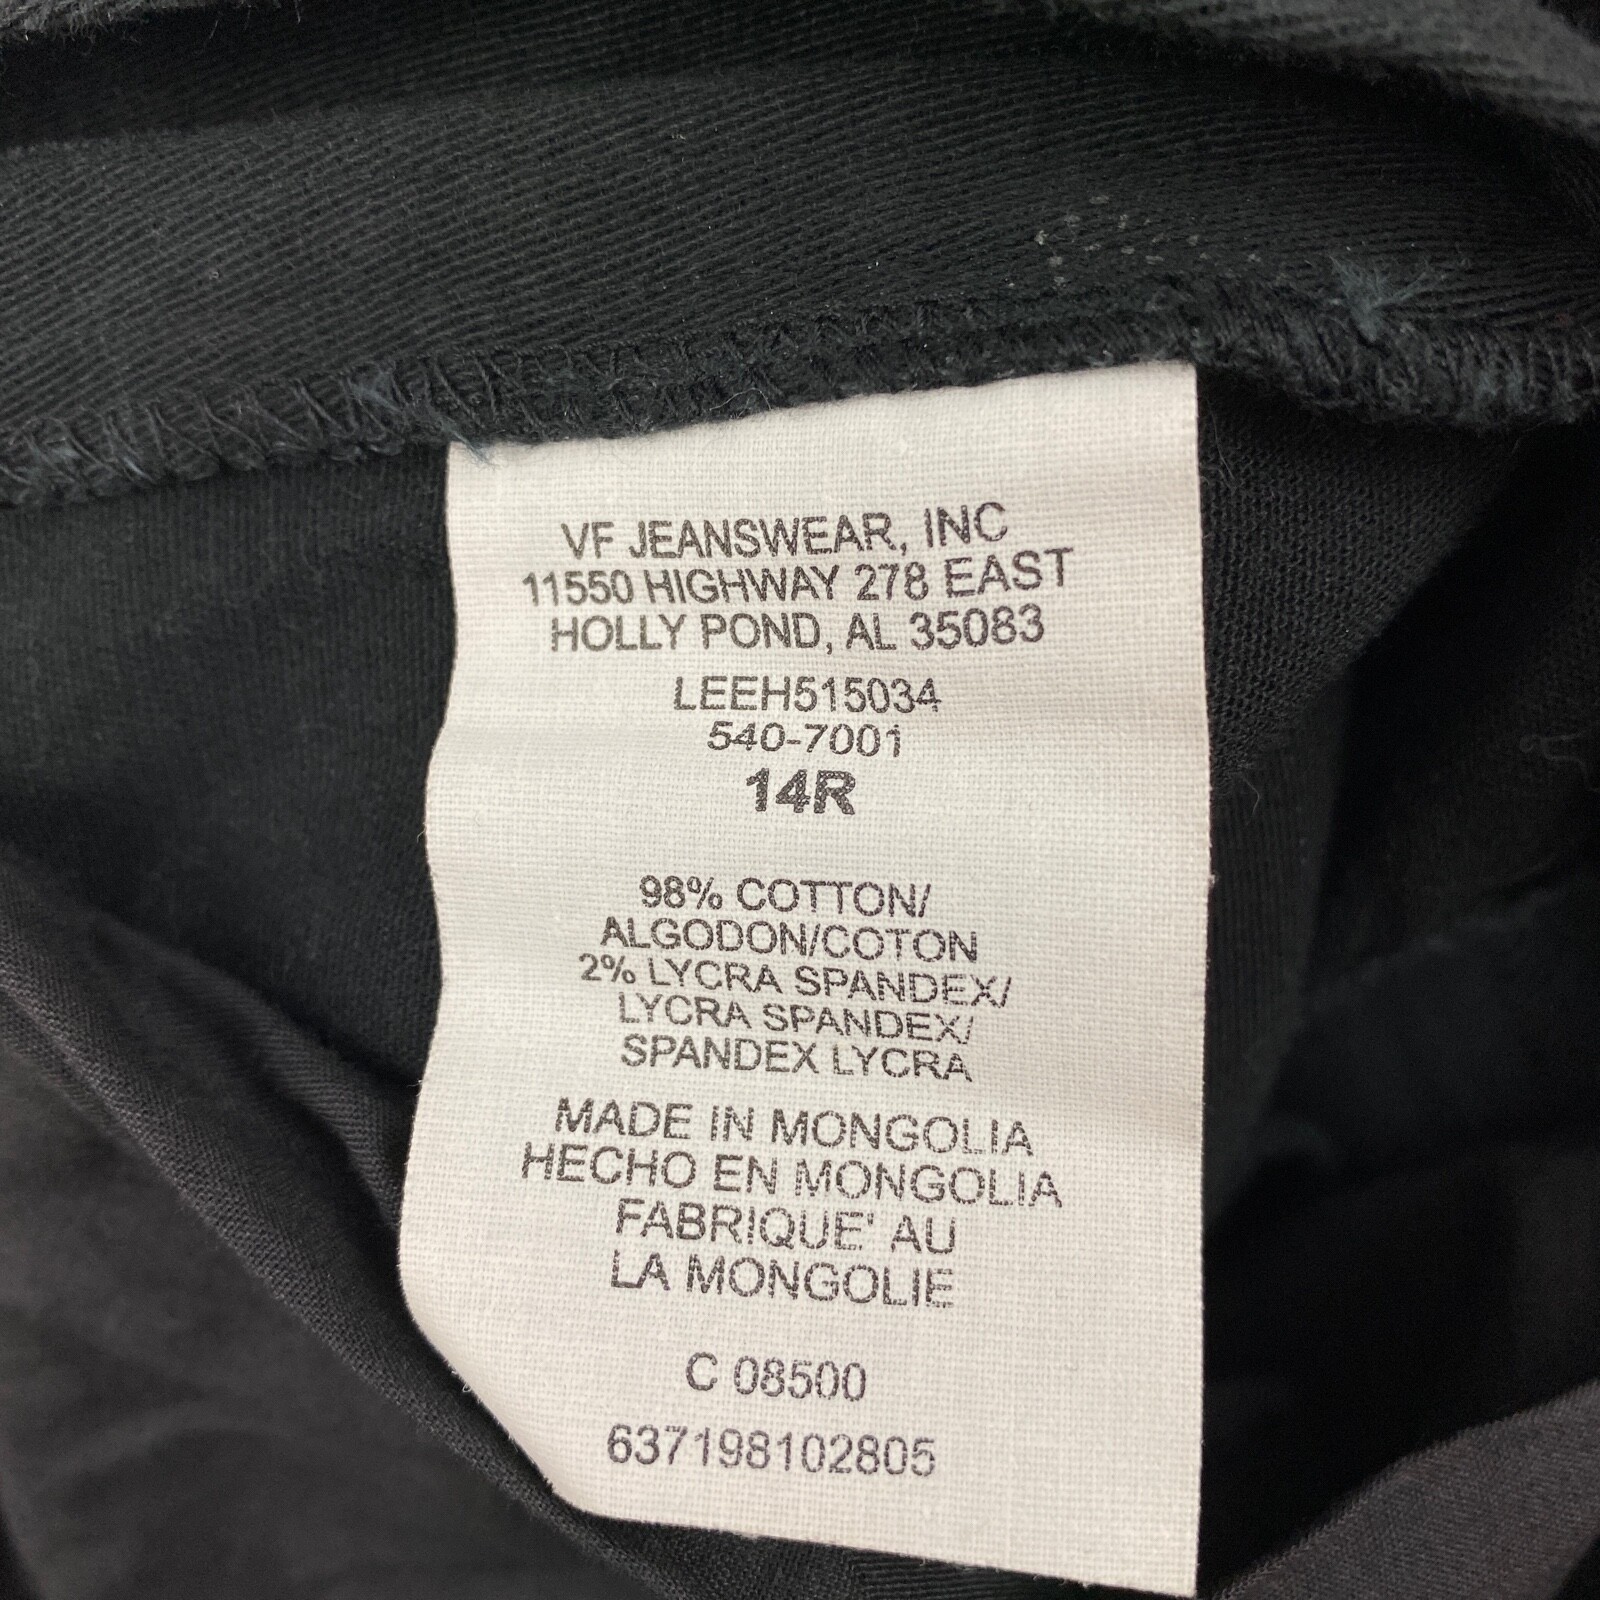 VF JEANSWEAR, INC
11550 HIGHWAY 278 EAST
HOLLY POND, AL 35083
LEEH515034
540-7001
14R
98% COTTON/
ALGODON/COTON
2% LYCRA SPANDEX/
LYCRA SPANDEX/
SPANDEX LYCRA
MADE IN MONGOLIA
HECHO EN MONGOLIA
FABRIQUE' AU
LA MONGOLIE
C 08500
637198102805